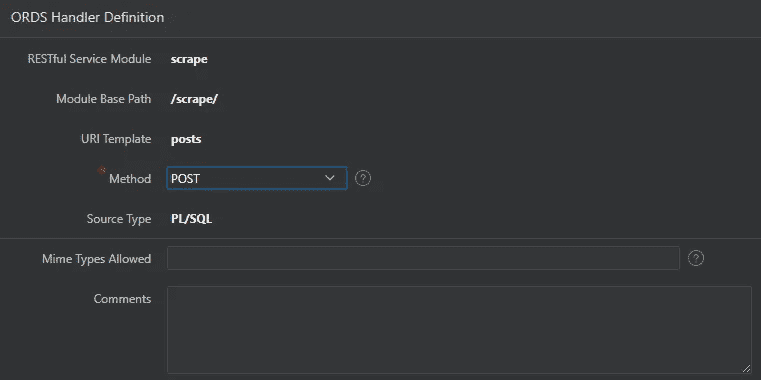 ORDS Handler Definition
RESTful Service Module scrape
Module Base Path /scrape/
URI Template posts
* Method POST ?
Source Type PL/SQL
Mime Types Allowed ?
Comments